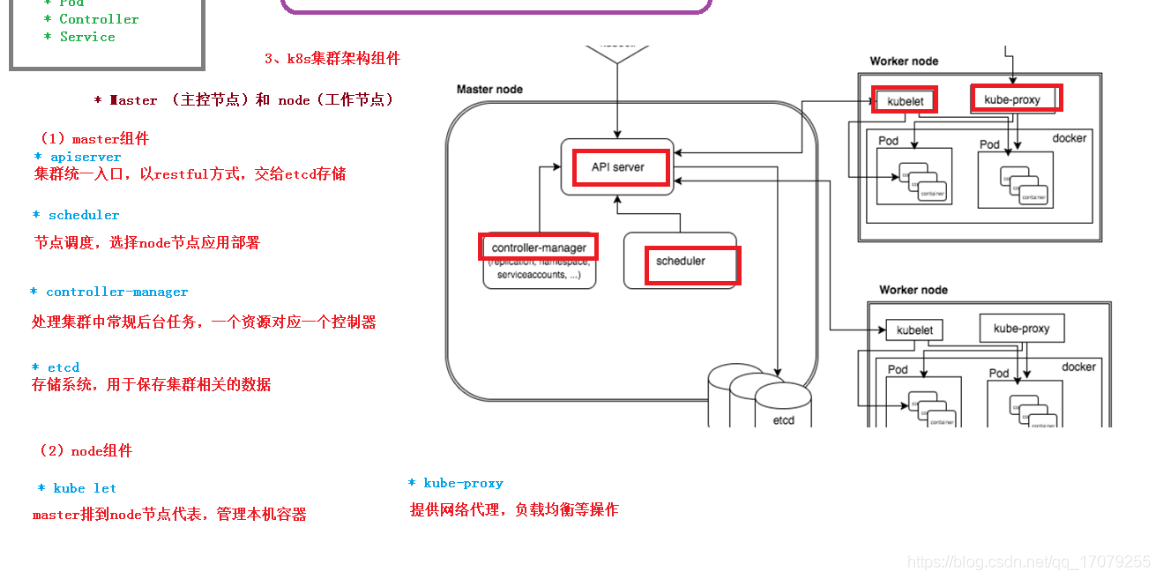 * Pod
* Controller
* Service
3、k8s集群架构组件
* Master （主控节点）和 node（工作节点）
（1）master组件
* apiserver
集群统一入口，以restful方式，交给etcd存储
* scheduler
节点调度，选择node节点应用部署
* controller-manager
处理集群中常规后台任务，一个资源对应一个控制器
* etcd
存储系统，用于保存集群相关的数据
（2）node组件
* kube let
master排到node节点代表，管理本机容器
* kube-proxy
提供网络代理，负载均衡等操作
Master node
API server
controller-manager
(replication, namespace,
serviceaccounts, ...)
scheduler
etcd
Worker node
kubelet
kube-proxy
docker
Pod
Pod
container
container
Worker node
kubelet
kube-proxy
docker
Pod
Pod
container
container
https://blog.csdn.net/qq_17079255